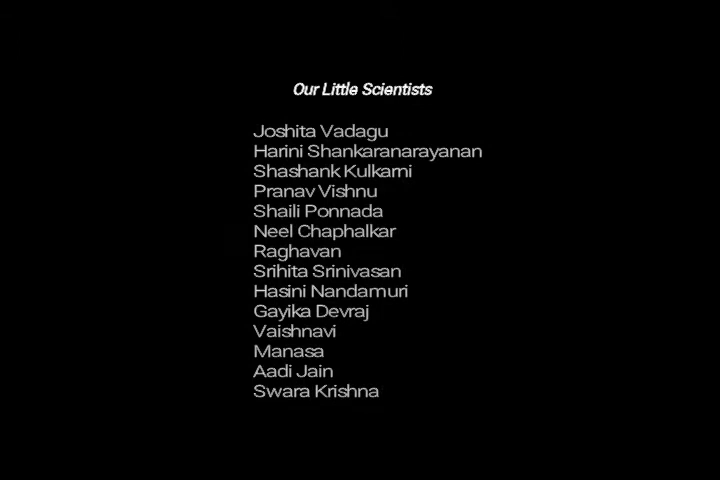 Our Little Scientists
Joshita Vadagu
Harini Shankaranarayanan
Shashank Kulkarni
Pranav Vishnu
Shaili Ponnada
Neel Chaphalkar
Raghavan
Srihita Srinivasan
Hasini Nandamuri
Gayika Devraj
Vaishnavi
Manasa
Aadi Jain
Swara Krishna